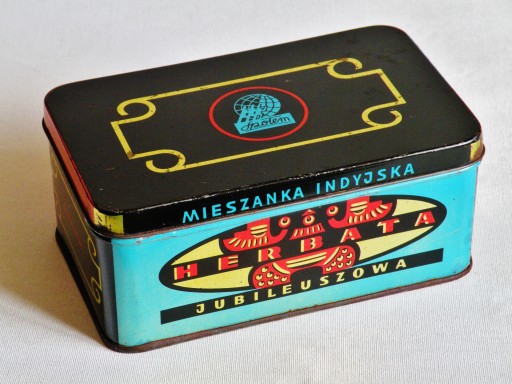 Społem
MIESZANKA INDYJSKA
HERBATA
JUBILEUSZOWA